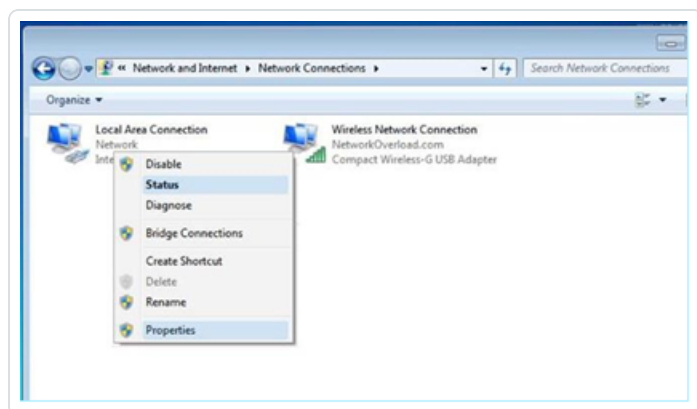 « Network and Internet ▸ Network Connections ▸ Search Network Connections
Organize ▾
Local Area Connection
Network
Inte
Wireless Network Connection
NetworkOverload.com
Compact Wireless-G USB Adapter
Disable
Status
Diagnose
Bridge Connections
Create Shortcut
Delete
Rename
Properties